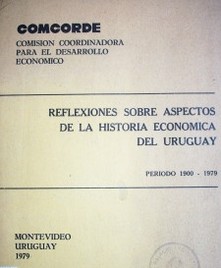 COMCORDE
COMISION COORDINADORA
PARA EL DESARROLLO
ECONOMICO
REFLEXIONES SOBRE ASPECTOS
DE LA HISTORIA ECONOMICA
DEL URUGUAY
PERIODO 1900 - 1979
MONTEVIDEO
URUGUAY
1979